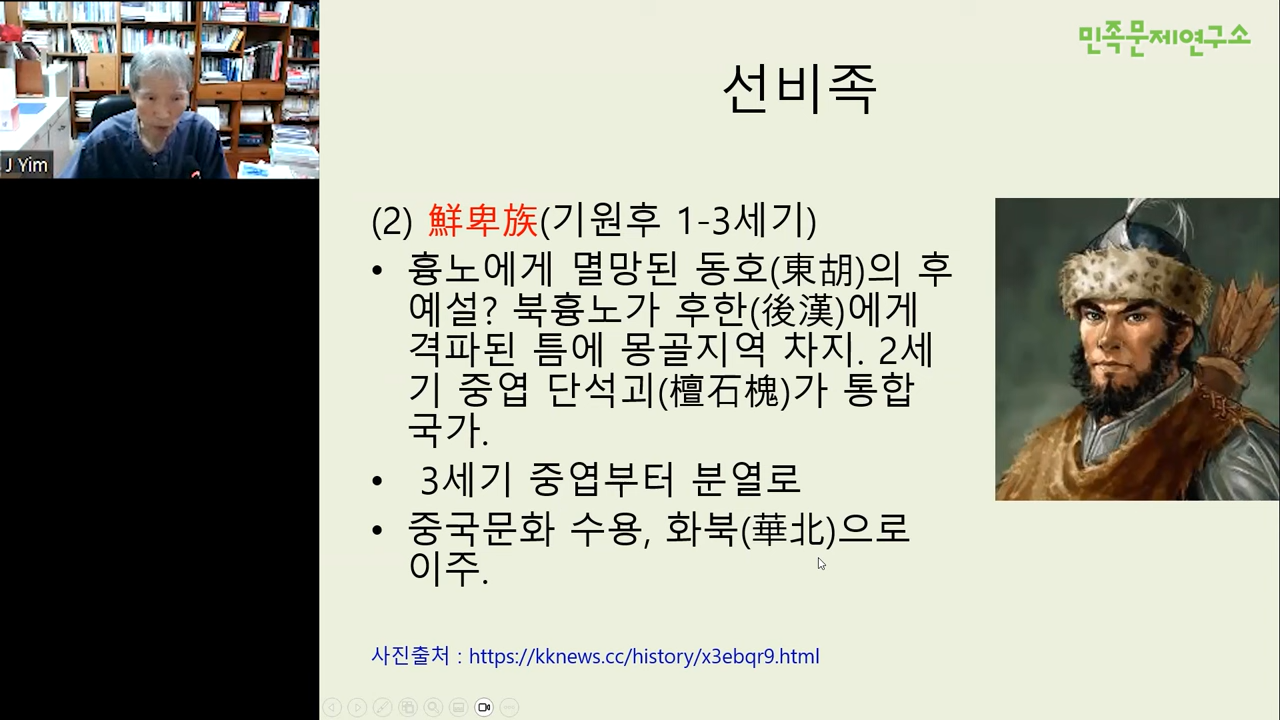 민족문제연구소
선비족
J Yim
(2) 鮮卑族(기원후 1-3세기)
• 흉노에게 멸망된 동호(東胡)의 후
예설? 북흉노가 후한(後漢)에게
격파된 틈에 몽골지역 차지. 2세
기 중엽 단석괴(檀石槐)가 통합
국가.
• 3세기 중엽부터 분열로
• 중국문화 수용, 화북(華北)으로
이주.
사진출처 : https://kknews.cc/history/x3ebqr9.html